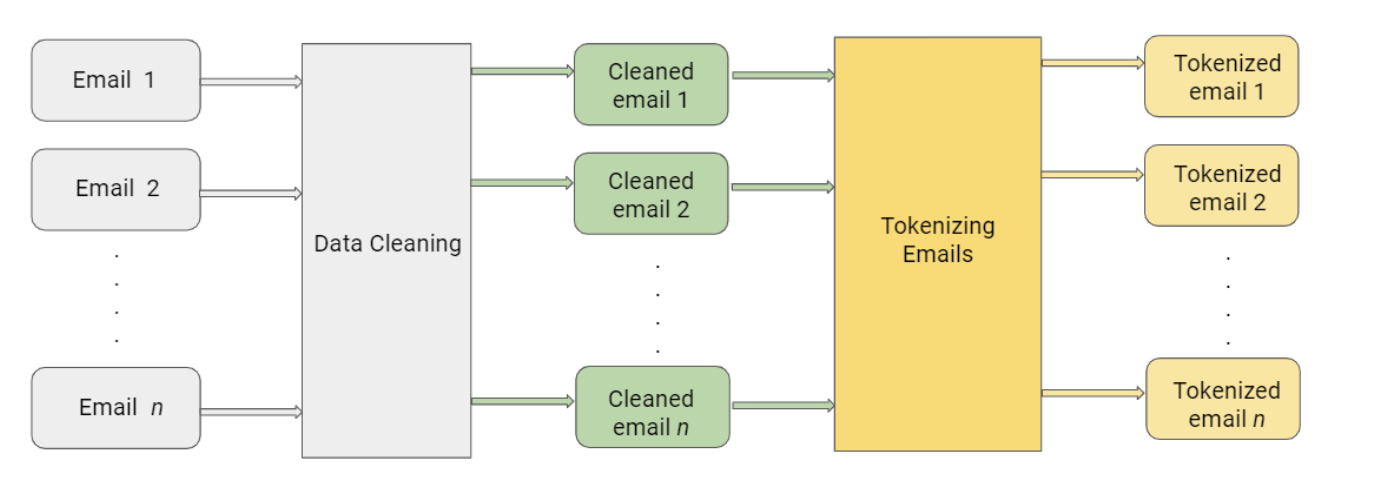 Email 1
Email 2
.
.
.
.
Email n
Data Cleaning
Cleaned
email 1
Cleaned
email 2
.
.
.
.
Cleaned
email n
Tokenizing
Emails
Tokenized
email 1
Tokenized
email 2
.
.
.
.
Tokenized
email n